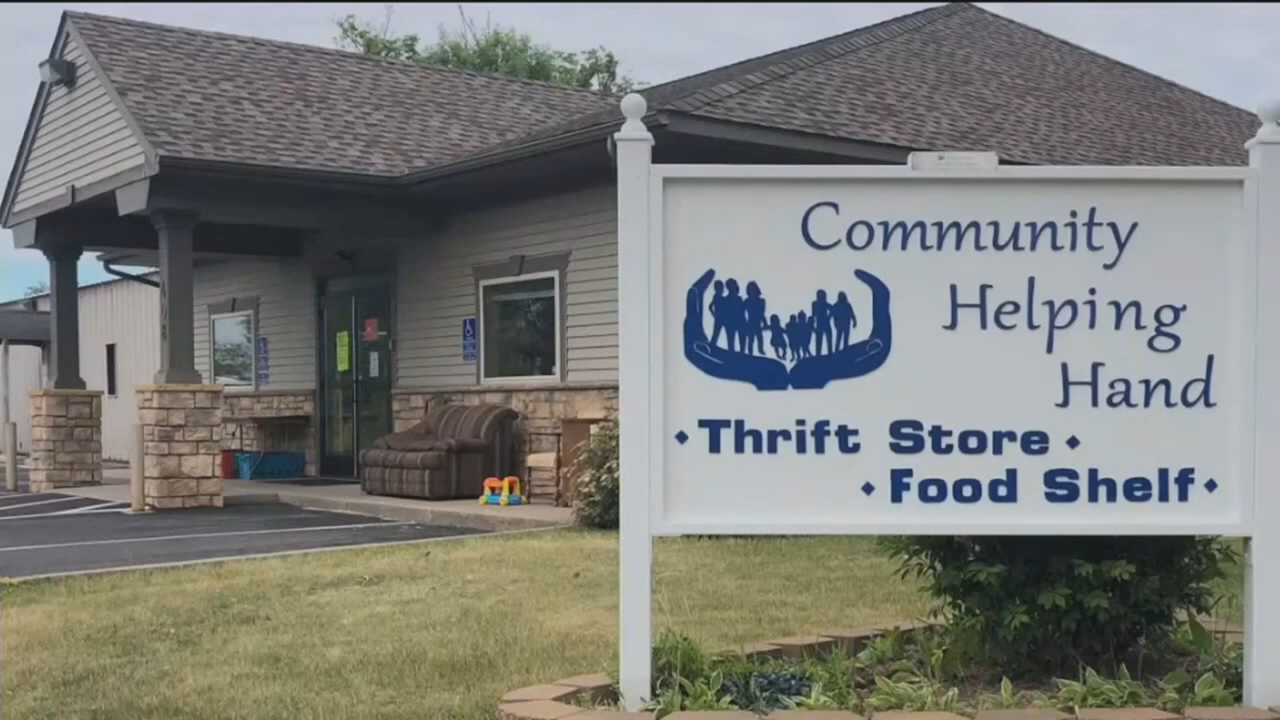 Community
Helping
Hand
• Thrift Store •
• Food Shelf •